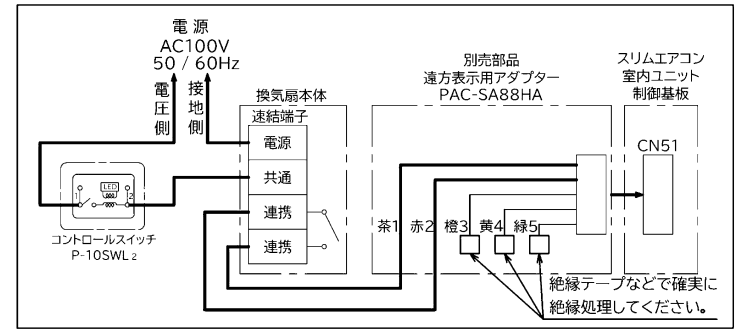 電源
AC100V
50 / 60Hz
電圧側
接地側
換気扇本体
速結端子
電源
共通
連携
連携
LED
1
2
コントロールスイッチ
P-10SWL2
別売部品
遠方表示用アダプター
PAC-SA88HA
茶1 赤2 橙3 黄4 緑5
スリムエアコン
室内ユニット
制御基板
CN51
絶縁テープなどで確実に
絶縁処理してください。